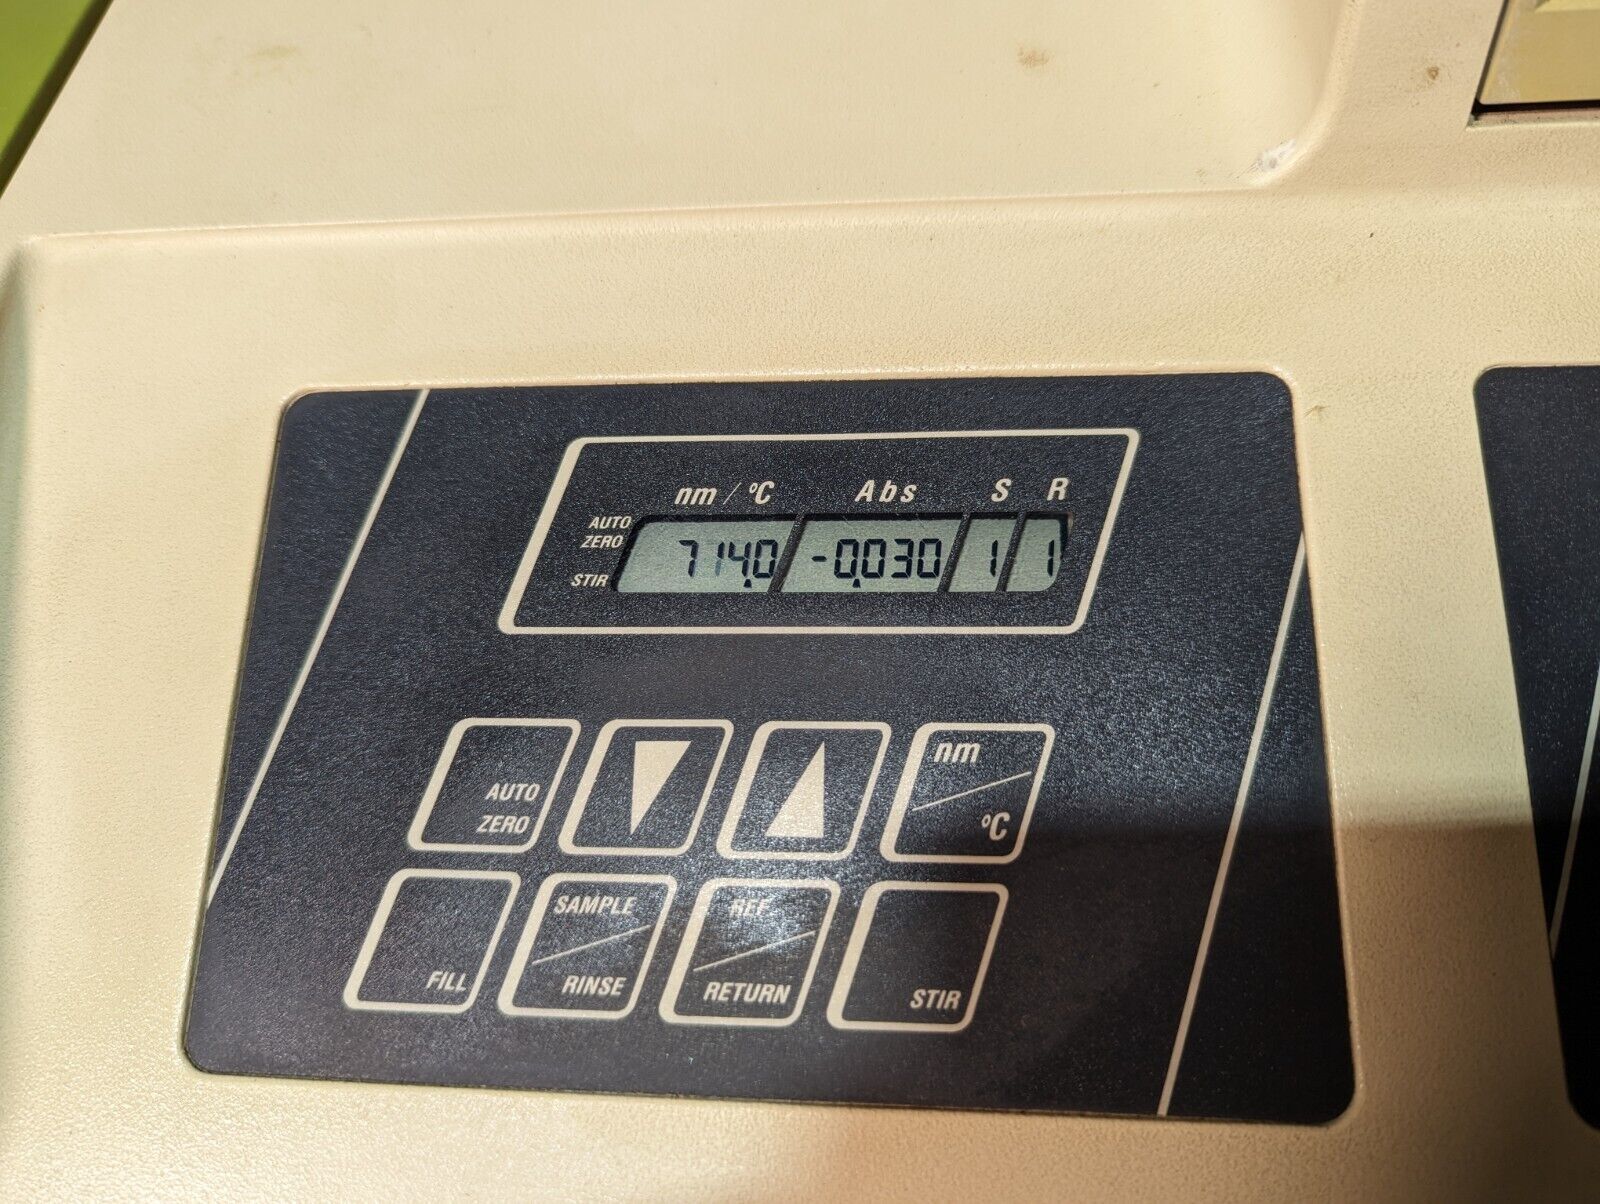 nm / °C Abs S R
AUTO
ZERO
STIR
714.0 -0.030 1 1
AUTO
ZERO
nm
°C
FILL
SAMPLE
RINSE
REF
RETURN
STIR